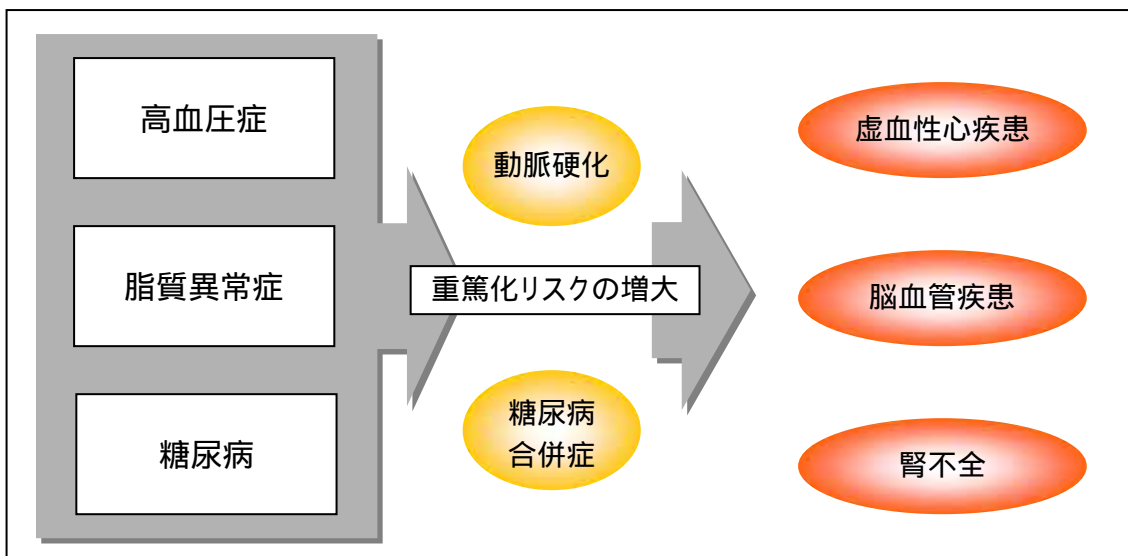 高血圧症
脂質異常症
糖尿病
動脈硬化
重篤化リスクの増大
糖尿病
合併症
虚血性心疾患
脳血管疾患
腎不全